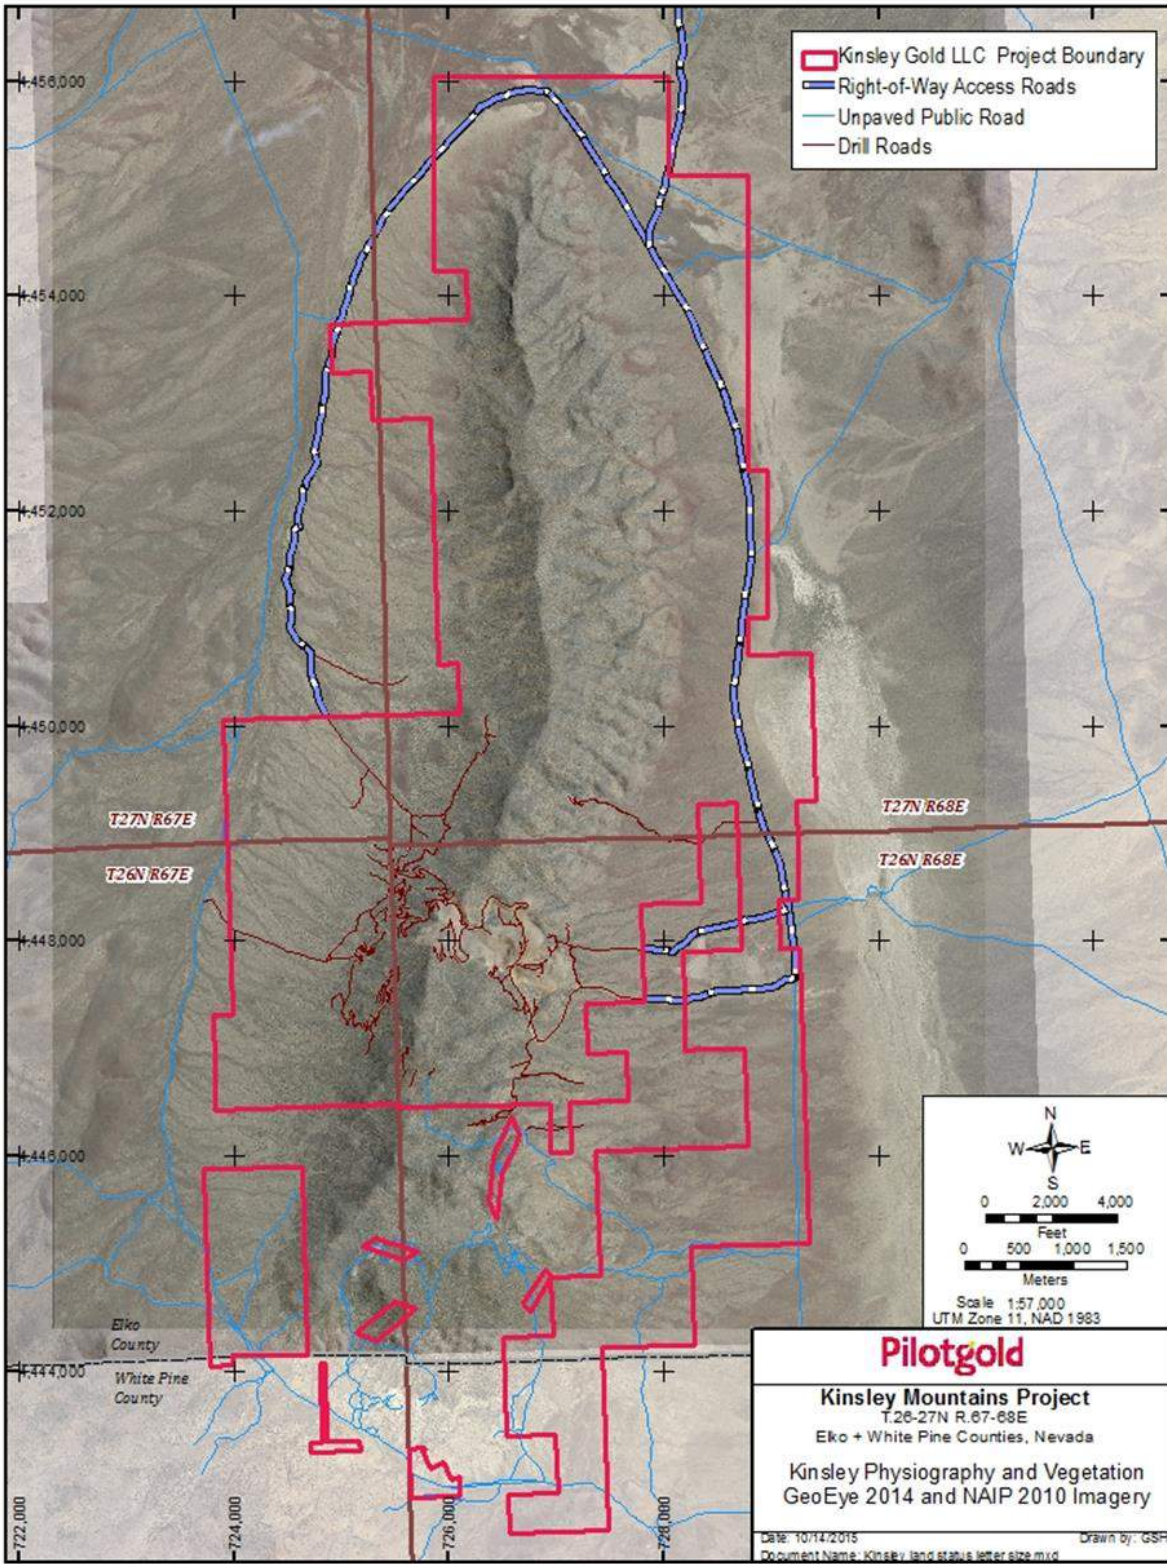 Kinsley Gold LLC Project Boundary
Right-of-Way Access Roads
Unpaved Public Road
Drill Roads
4,456,000
4,454,000
4,452,000
4,450,000
T27N R67E
T27N R68E
T26N R67E
T26N R68E
4,448,000
4,446,000
N
W
E
S
0 2,000 4,000
Feet
0 500 1,000 1,500
Meters
Scale 1:57,000
UTM Zone 11, NAD 1983
Elko
County
White Pine
County
4,444,000
Pilotgold
Kinsley Mountains Project
T.26-27N R.67-68E
Elko + White Pine Counties, Nevada
Kinsley Physiography and Vegetation
GeoEye 2014 and NAIP 2010 Imagery
722,000
724,000
726,000
728,000
Date: 10/14/2015
Drawn by: GSH
Document Name: Kinsley land status letter size.mxd